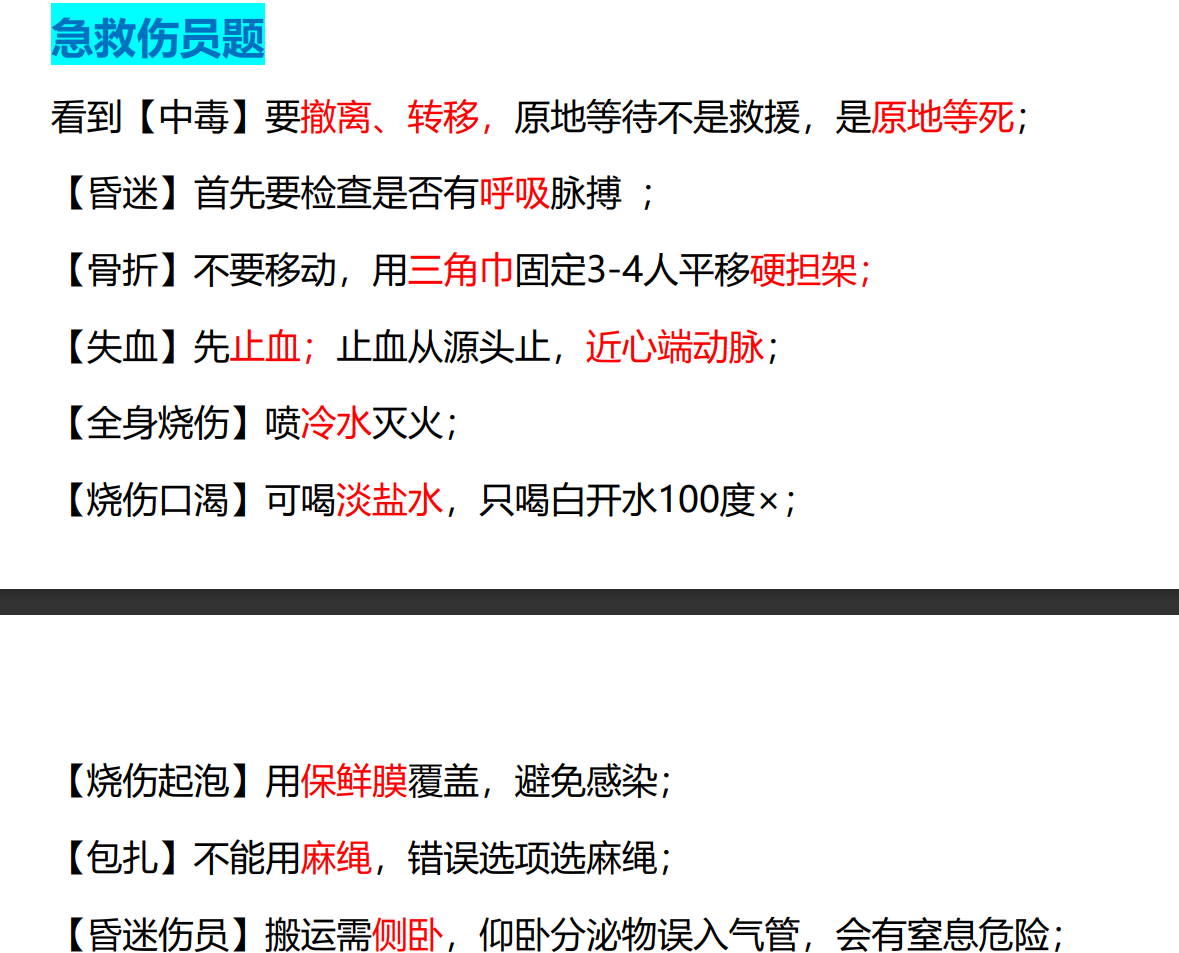 急救伤员题
看到【中毒】要撤离、转移，原地等待不是救援，是原地等死；
【昏迷】首先要检查是否有呼吸脉搏 ；
【骨折】不要移动，用三角巾固定3-4人平移硬担架；
【失血】先止血；止血从源头止，近心端动脉；
【全身烧伤】喷冷水灭火；
【烧伤口渴】可喝淡盐水，只喝白开水100度×；
【烧伤起泡】用保鲜膜覆盖，避免感染；
【包扎】不能用麻绳，错误选项选麻绳；
【昏迷伤员】搬运需侧卧，仰卧分泌物误入气管，会有窒息危险；